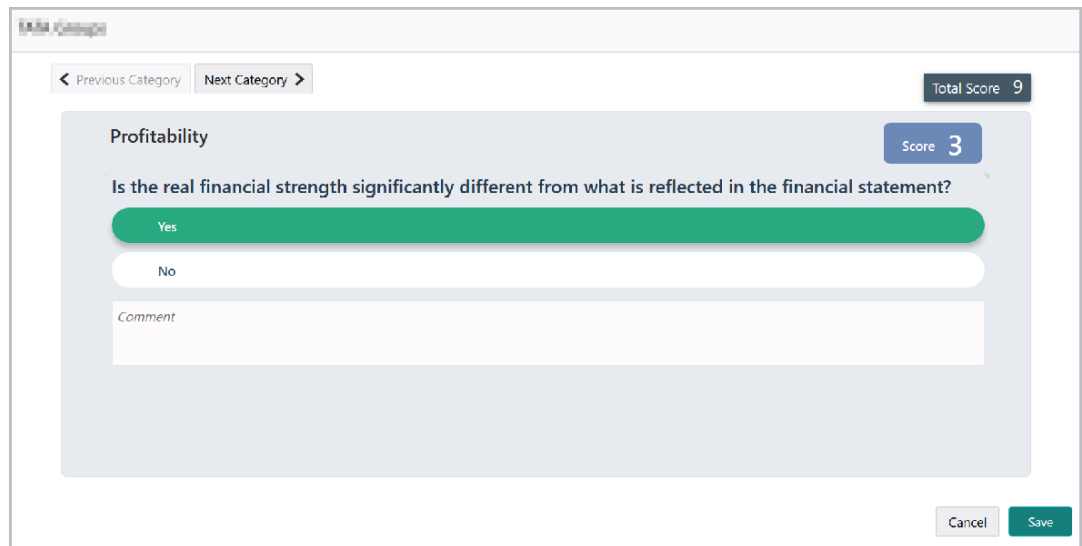 Previous Category Next Category
Total Score 9
Profitability
Score 3
Is the real financial strength significantly different from what is reflected in the financial statement?
Yes
No
Comment
Cancel Save